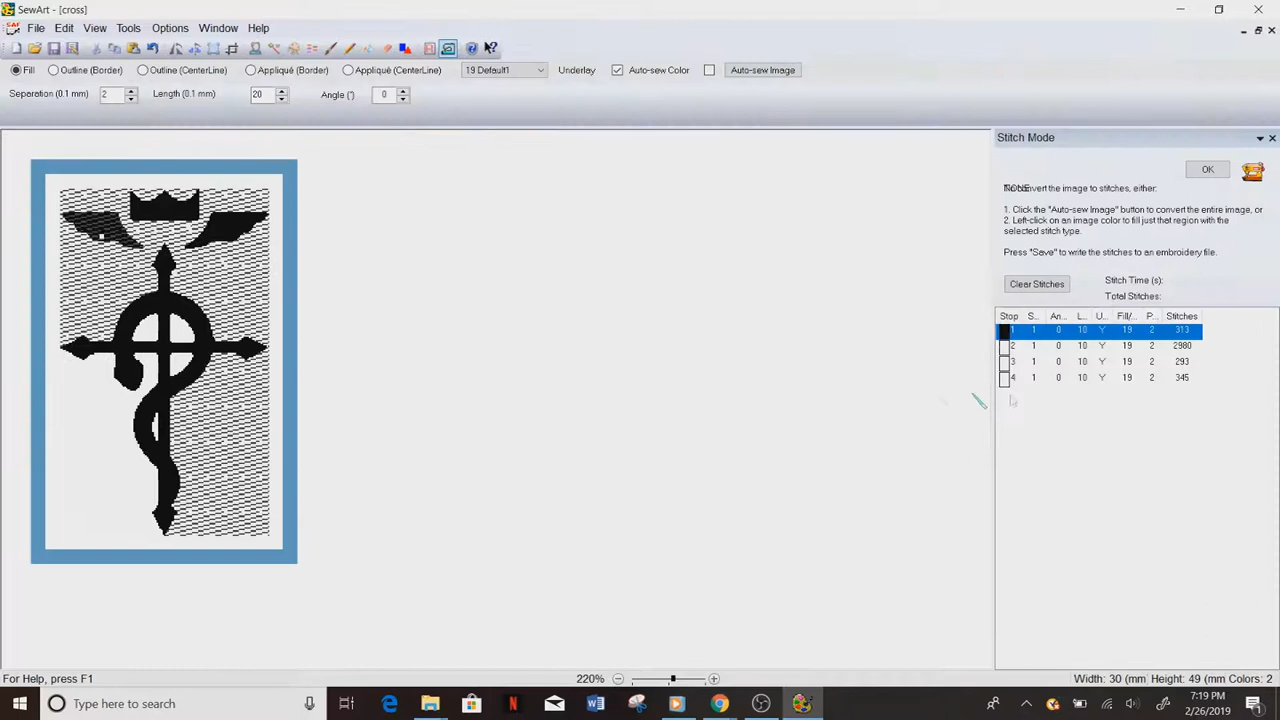 SewArt - [cross]
File Edit View Tools Options Window Help
Fill Outline (Border) Outline (CenterLine) Appliqué (Border) Appliqué (CenterLine) 19 Default1 Underlay Auto-sew Color Auto-sew Image
Separation (0.1 mm) 2 Length (0.1 mm) 20 Angle (°) 0
Stitch Mode
OK
convert the image to stitches, either:
1. Click the "Auto-sew Image" button to convert the entire image, or
2. Left-click on an image color to fill just that region with the
selected stitch type.
Press "Save" to write the stitches to an embroidery file.
Clear Stitches Stitch Time (s):
Total Stitches:
Stop S... An... L... U... Fill/... P... Stitches
1 1 0 10 Y 19 2 313
2 1 0 10 Y 19 2 2980
3 1 0 10 Y 19 2 293
4 1 0 10 Y 19 2 345
For Help, press F1 220% Width: 30 (mm Height: 49 (mm Colors: 2
Type here to search 7:19 PM
2/26/2019